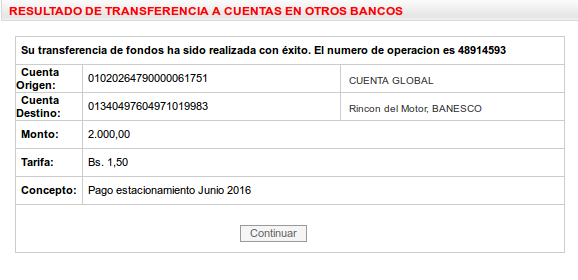 RESULTADO DE TRANSFERENCIA A CUENTAS EN OTROS BANCOS
Su transferencia de fondos ha sido realizada con éxito. El numero de operacion es 48914593
Cuenta Origen: 01020264790000061751 CUENTA GLOBAL
Cuenta Destino: 01340497604971019983 Rincon del Motor, BANESCO
Monto: 2.000,00
Tarifa: Bs. 1,50
Concepto: Pago estacionamiento Junio 2016
Continuar